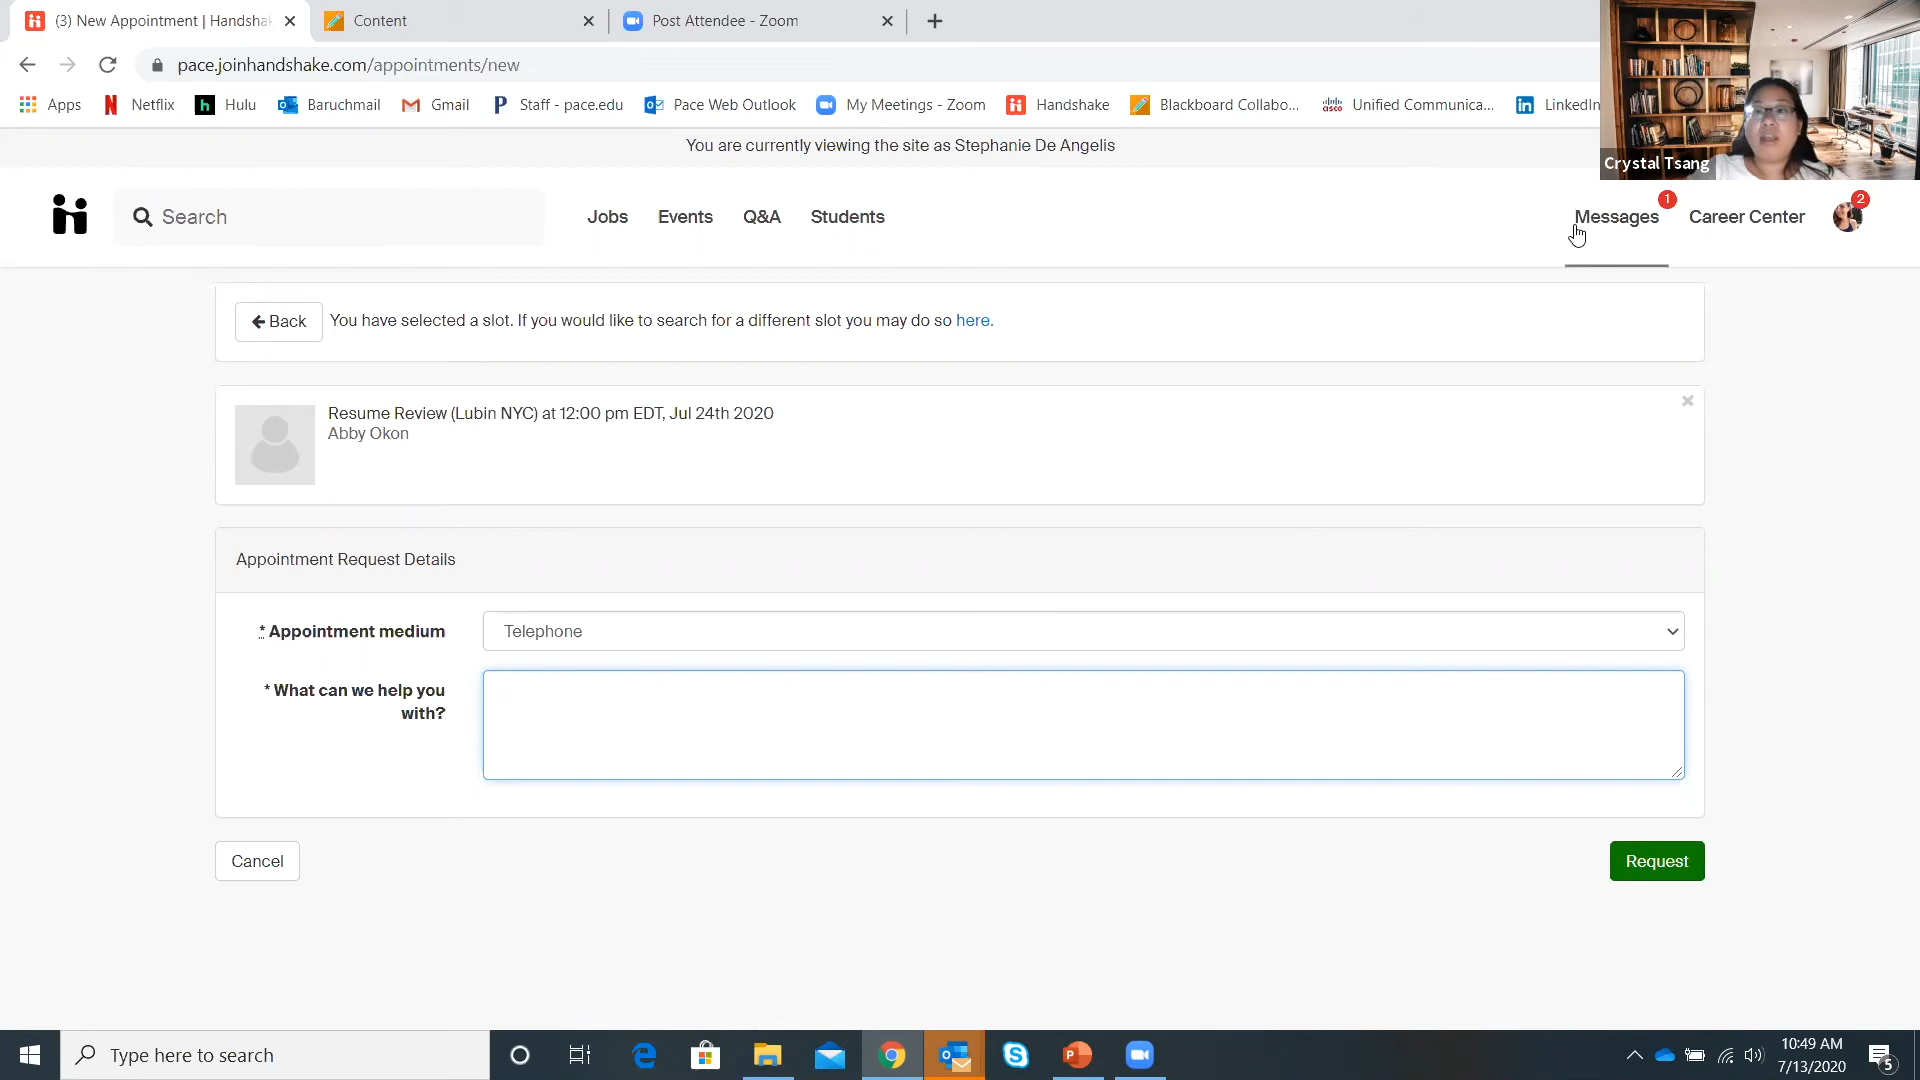 (3) New Appointment | Handsha
Content
Post Attendee - Zoom
pace.joinhandshake.com/appointments/new
Apps
Netflix
Hulu
Baruchmail
Gmail
Staff - pace.edu
Pace Web Outlook
My Meetings - Zoom
Handshake
Blackboard Collabo...
Unified Communica...
LinkedIn
Crystal Tsang
You are currently viewing the site as Stephanie De Angelis
Search
Jobs
Events
Q&A
Students
Messages
1
Career Center
2
Back
You have selected a slot. If you would like to search for a different slot you may do so here.
Resume Review (Lubin NYC) at 12:00 pm EDT, Jul 24th 2020
Abby Okon
Appointment Request Details
* Appointment medium
Telephone
* What can we help you
with?
Cancel
Request
Type here to search
10:49 AM
7/13/2020
5